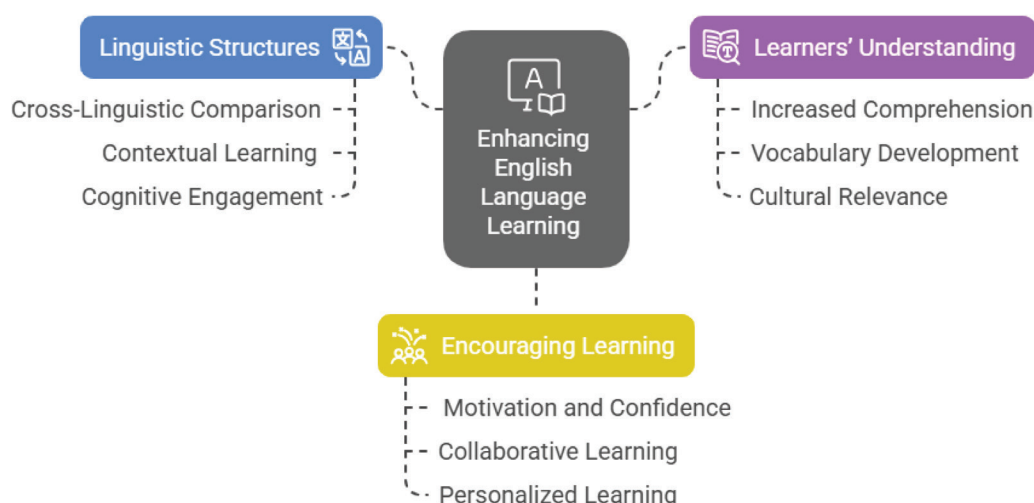 Linguistic Structures
Cross-Linguistic Comparison
Contextual Learning
Cognitive Engagement
Enhancing
English
Language
Learning
Learners' Understanding
Increased Comprehension
Vocabulary Development
Cultural Relevance
Encouraging Learning
Motivation and Confidence
Collaborative Learning
Personalized Learning